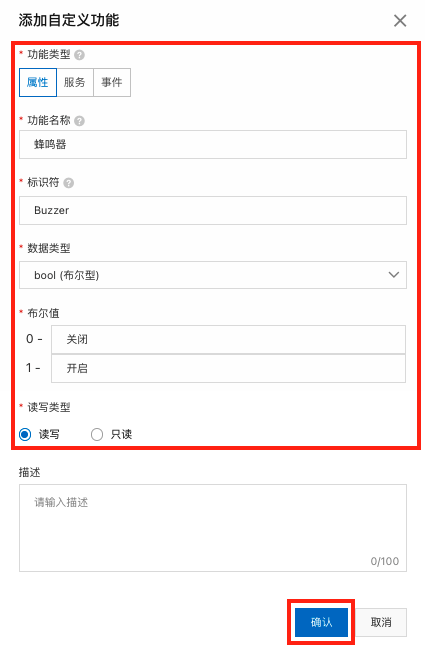 添加自定义功能
* 功能类型 ?
属性 服务 事件
* 功能名称 ?
蜂鸣器
* 标识符 ?
Buzzer
* 数据类型
bool (布尔型)
* 布尔值
0 - 关闭
1 - 开启
* 读写类型
读写 只读
描述
请输入描述
0/100
确认 取消